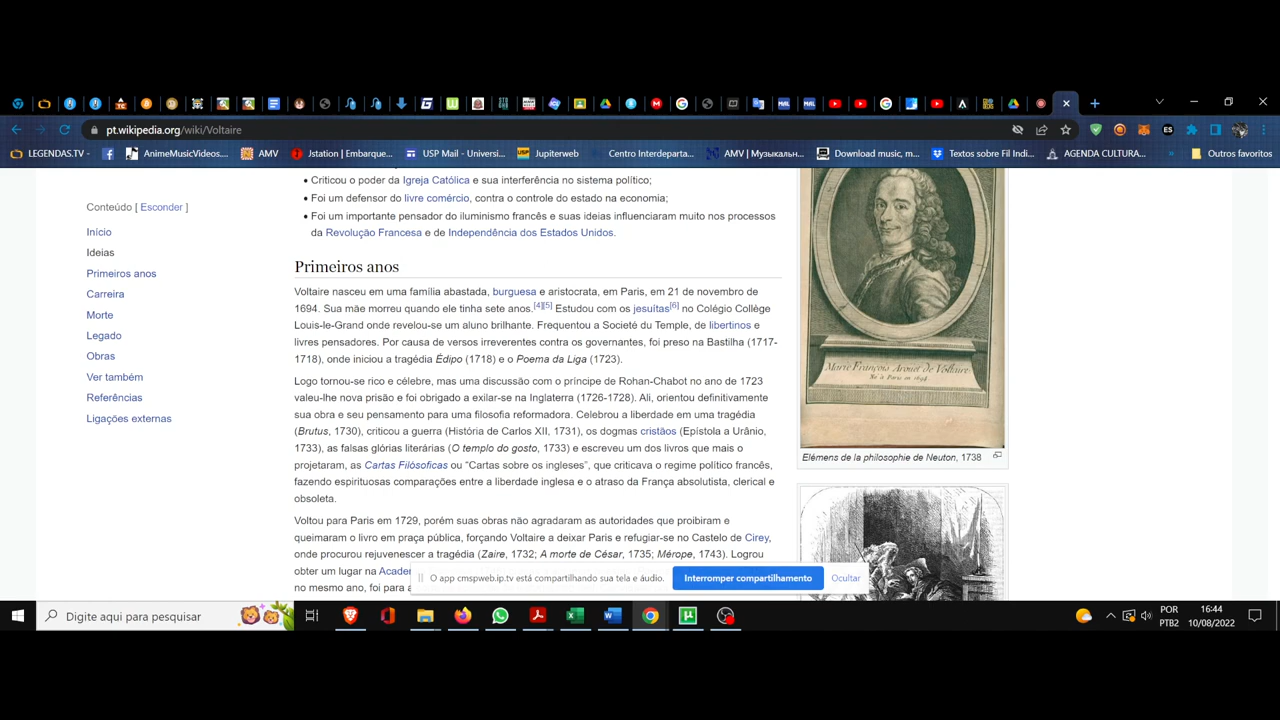 pt.wikipedia.org/wiki/Voltaire
LEGENDAS.TV -
AnimeMusicVideos...
AMV
Jstation | Embarque...
USP Mail - Universi...
Jupiterweb
Centro Interdeparta...
AMV | Музыкальн...
Download music, m...
Textos sobre Fil Indi...
AGENDA CULTURA...
»
Outros favoritos
Conteúdo [ Esconder ]
Início
Ideias
Primeiros anos
Carreira
Morte
Legado
Obras
Ver também
Referências
Ligações externas
• Criticou o poder da Igreja Católica e sua interferência no sistema político;
• Foi um defensor do livre comércio, contra o controle do estado na economia;
• Foi um importante pensador do iluminismo francês e suas ideias influenciaram muito nos processos
da Revolução Francesa e de Independência dos Estados Unidos.
Primeiros anos
Voltaire nasceu em uma família abastada, burguesa e aristocrata, em Paris, em 21 de novembro de
1694. Sua mãe morreu quando ele tinha sete anos.[4][5] Estudou com os jesuítas[6] no Colégio Collège
Louis-le-Grand onde revelou-se um aluno brilhante. Frequentou a Societé du Temple, de libertinos e
livres pensadores. Por causa de versos irreverentes contra os governantes, foi preso na Bastilha (1717-
1718), onde iniciou a tragédia Édipo (1718) e o Poema da Liga (1723).
Logo tornou-se rico e célebre, mas uma discussão com o príncipe de Rohan-Chabot no ano de 1723
valeu-lhe nova prisão e foi obrigado a exilar-se na Inglaterra (1726-1728). Ali, orientou definitivamente
sua obra e seu pensamento para uma filosofia reformadora. Celebrou a liberdade em uma tragédia
(Brutus, 1730), criticou a guerra (História de Carlos XII, 1731), os dogmas cristãos (Epístola a Urânio,
1733), as falsas glórias literárias (O templo do gosto, 1733) e escreveu um dos livros que mais o
projetaram, as Cartas Filósoficas ou "Cartas sobre os ingleses", que criticava o regime político francês,
fazendo espirituosas comparações entre a liberdade inglesa e o atraso da França absolutista, clerical e
obsoleta.
Voltou para Paris em 1729, porém suas obras não agradaram as autoridades que proibiram e
queimaram o livro em praça pública, forçando Voltaire a deixar Paris e refugiar-se no Castelo de Cirey,
onde procurou rejuvenescer a tragédia (Zaire, 1732; A morte de César, 1735; Mérope, 1743). Logrou
obter um lugar na Acade
no mesmo ano, foi para a
Marie François Arouet de Voltaire
Né à Paris en 1694
Elémens de la philosophie de Neuton, 1738
O app cmspweb.ip.tv está compartilhando sua tela e áudio.
Interromper compartilhamento
Ocultar
Digite aqui para pesquisar
POR
PTB2
16:44
10/08/2022